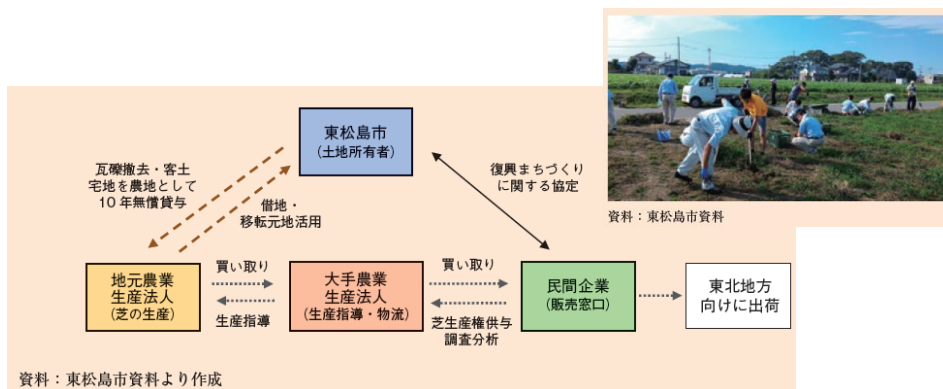 資料：東松島市資料
東松島市
（土地所有者）
瓦礫撤去・客土
宅地を農地として
10年無償貸与
借地・
移転元地活用
復興まちづくり
に関する協定
地元農業
生産法人
（芝の生産）
買い取り
生産指導
大手農業
生産法人
（生産指導・物流）
買い取り
芝生産権供与
調査分析
民間企業
（販売窓口）
東北地方
向けに出荷
資料：東松島市資料より作成